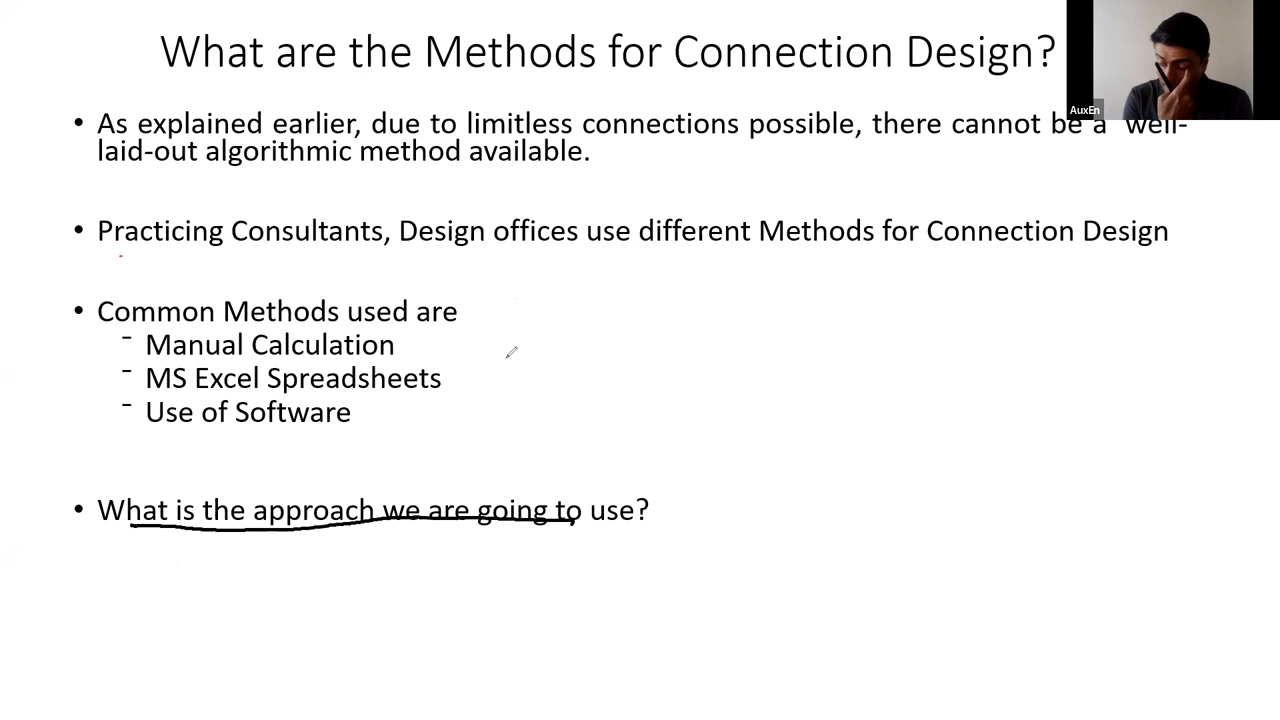 What are the Methods for Connection Design?
AuxEn
• As explained earlier, due to limitless connections possible, there cannot be a well-
laid-out algorithmic method available.
• Practicing Consultants, Design offices use different Methods for Connection Design
• Common Methods used are
- Manual Calculation
- MS Excel Spreadsheets
- Use of Software
• What is the approach we are going to use?